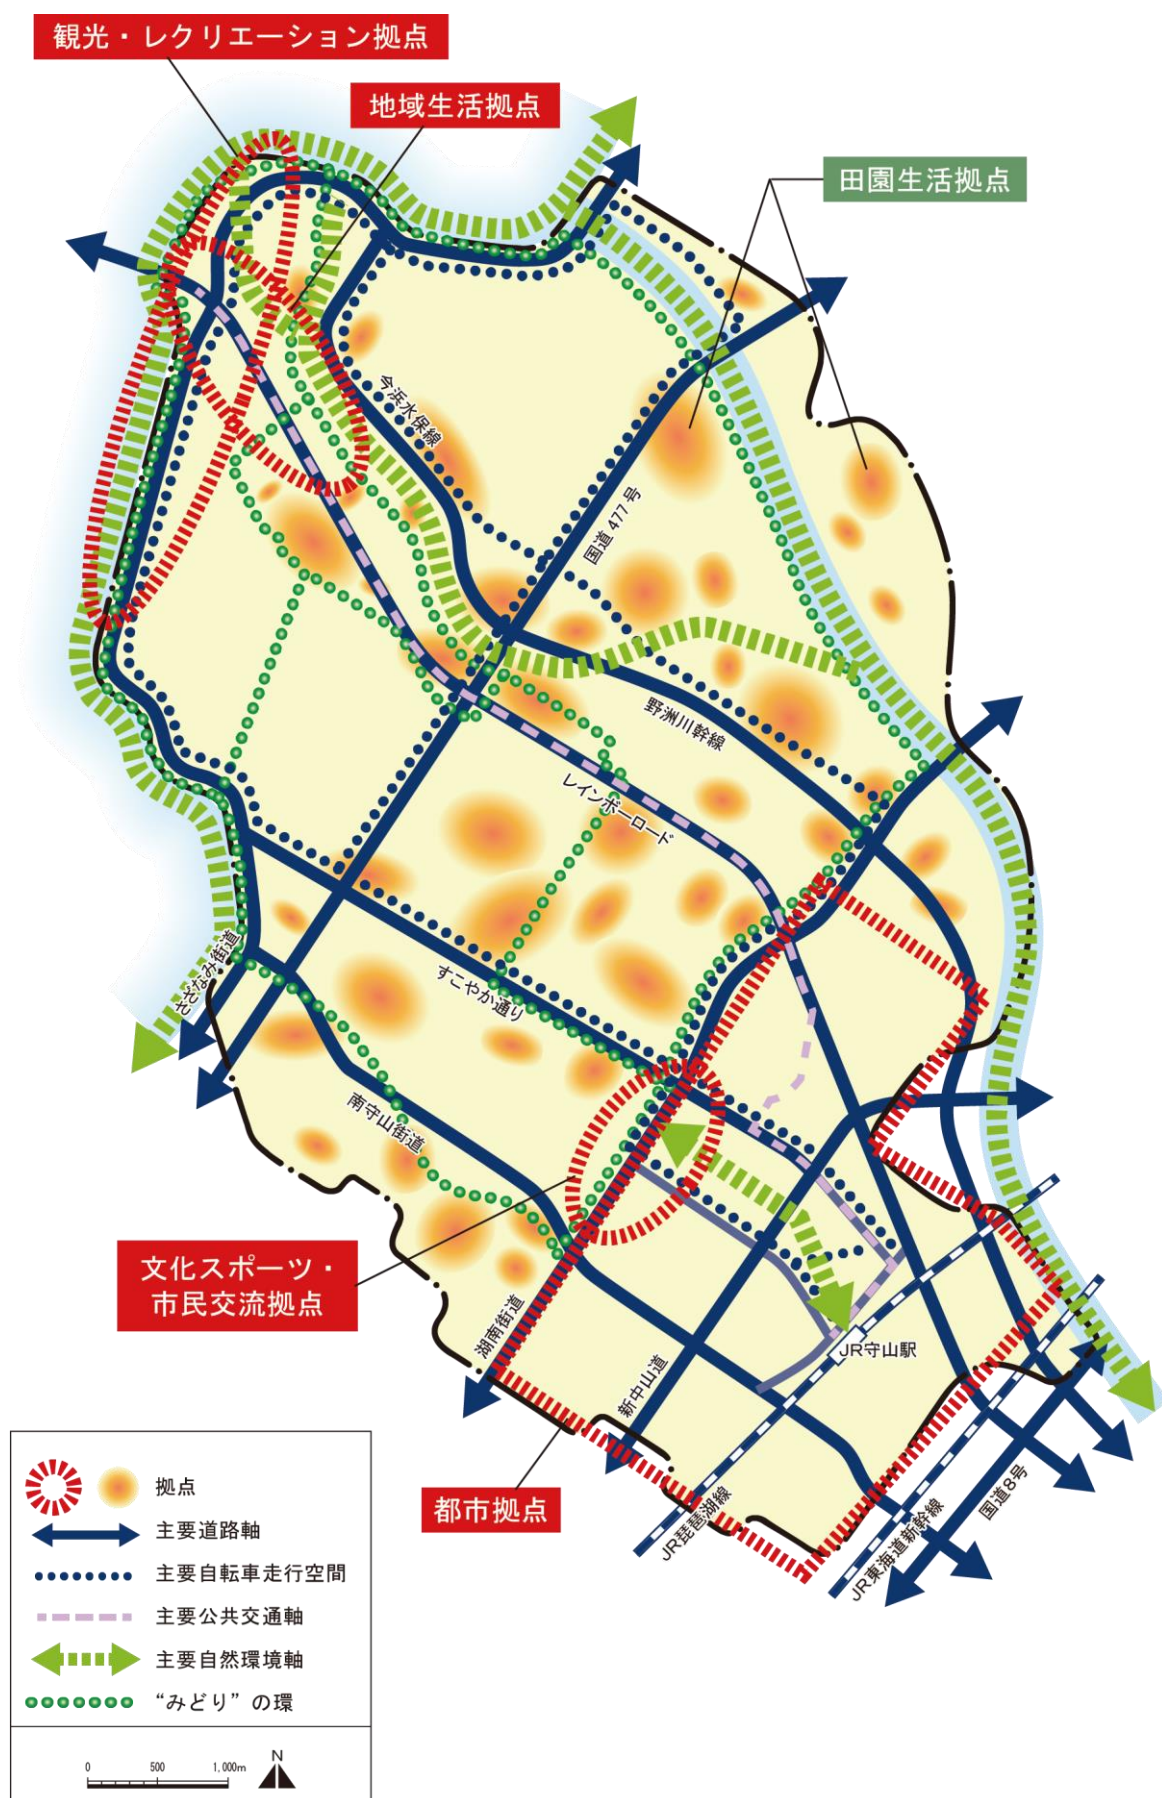 観光・レクリエーション拠点
地域生活拠点
田園生活拠点
今浜水保線
国道 477 号
野洲川幹線
レインボーロード
さざなみ街道
すこやか通り
南守山街道
文化スポーツ・
市民交流拠点
湖南街道
新中山道
JR守山駅
都市拠点
JR琵琶湖線
JR東海道新幹線
国道8号
拠点
主要道路軸
主要自転車走行空間
主要公共交通軸
主要自然環境軸
“みどり”の環
0 500 1,000m
N